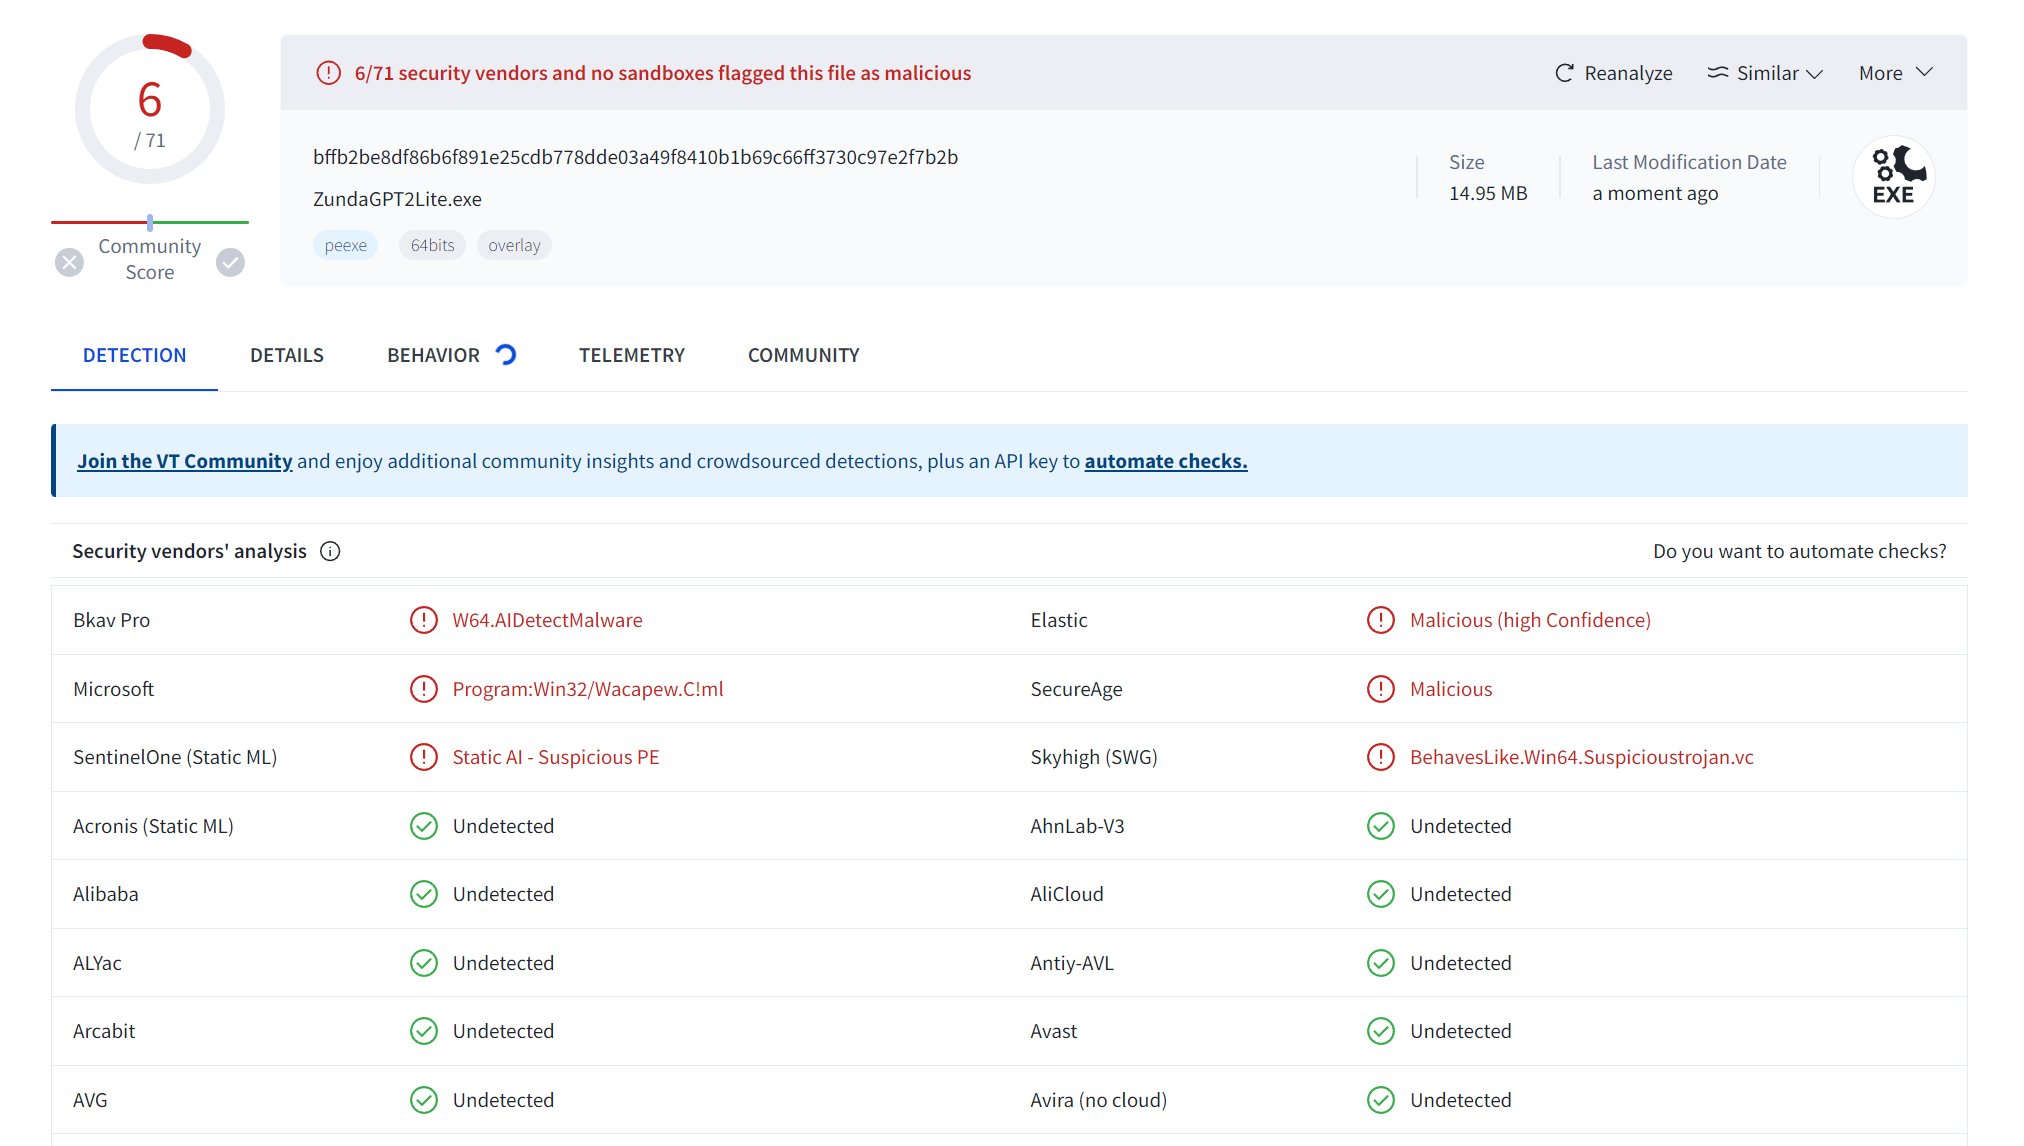 6
/ 71
Community
Score
6/71 security vendors and no sandboxes flagged this file as malicious
Reanalyze
Similar
More
bffb2be8df86b6f891e25cdb778dde03a49f8410b1b69c66ff3730c97e2f7b2b
ZundaGPT2Lite.exe
peexe 64bits overlay
Size
14.95 MB
Last Modification Date
a moment ago
EXE
DETECTION DETAILS BEHAVIOR TELEMETRY COMMUNITY
Join the VT Community and enjoy additional community insights and crowdsourced detections, plus an API key to automate checks.
Security vendors' analysis Do you want to automate checks?
Bkav Pro W64.AIDetectMalware Elastic Malicious (high Confidence)
Microsoft Program:Win32/Wacapew.C!ml SecureAge Malicious
SentinelOne (Static ML) Static AI - Suspicious PE Skyhigh (SWG) BehavesLike.Win64.Suspicioustrojan.vc
Acronis (Static ML) Undetected AhnLab-V3 Undetected
Alibaba Undetected AliCloud Undetected
ALYac Undetected Antiy-AVL Undetected
Arcabit Undetected Avast Undetected
AVG Undetected Avira (no cloud) Undetected